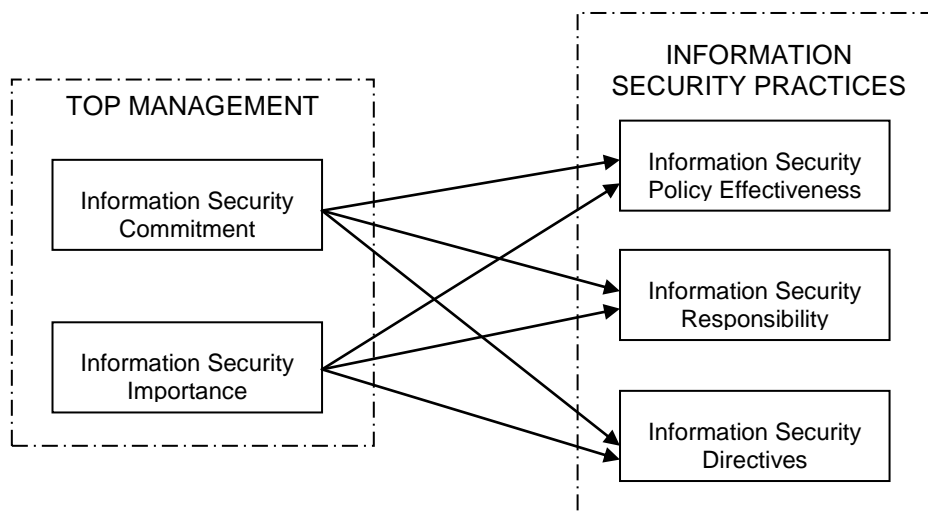 TOP MANAGEMENT
Information Security
Commitment
Information Security
Importance
INFORMATION
SECURITY PRACTICES
Information Security
Policy Effectiveness
Information Security
Responsibility
Information Security
Directives